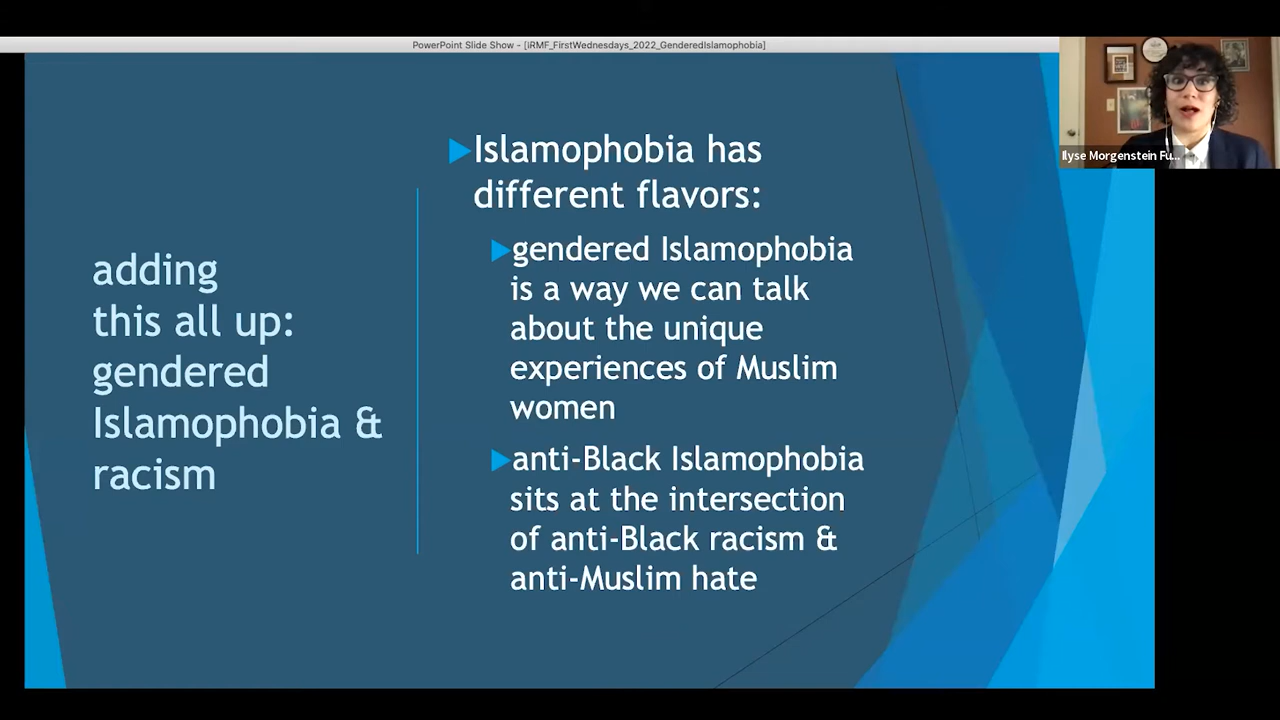 PowerPoint Slide Show - [iRMF_FirstWednesdays_2022_GenderedIslamophobia]
Ilyse Morgenstein Fu...
adding
this all up:
gendered
Islamophobia &
racism
Islamophobia has
different flavors:
gendered Islamophobia
is a way we can talk
about the unique
experiences of Muslim
women
anti-Black Islamophobia
sits at the intersection
of anti-Black racism &
anti-Muslim hate